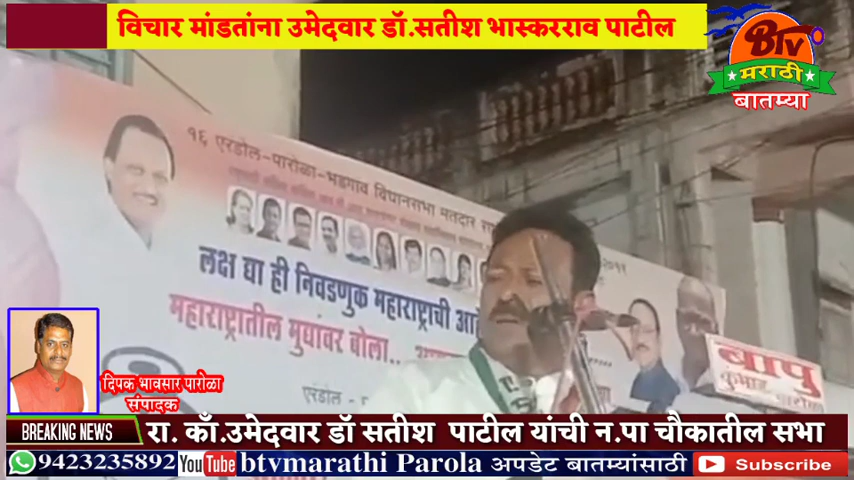 विचार मांडतांना उमेदवार डॉ.सतीश भास्करराव पाटील
BTV
मराठी
बातम्या
१६ एरंडोल-पारोळा-भडगाव विधानसभा मतदार
लक्ष द्या ही निवडणुक महाराष्ट्राची
महाराष्ट्रातील मुद्यांवर बोला..
एरंडोल -
बापु
कुंभार
पारोळा
दिपक भावसार पारोळा
संपादक
BREAKING NEWS
रा. काँ.उमेदवार डॉ सतीश पाटील यांची न.पा चौकातील सभा
9423235892 YouTube btvmarathi Parola अपडेट बातम्यांसाठी Subscribe